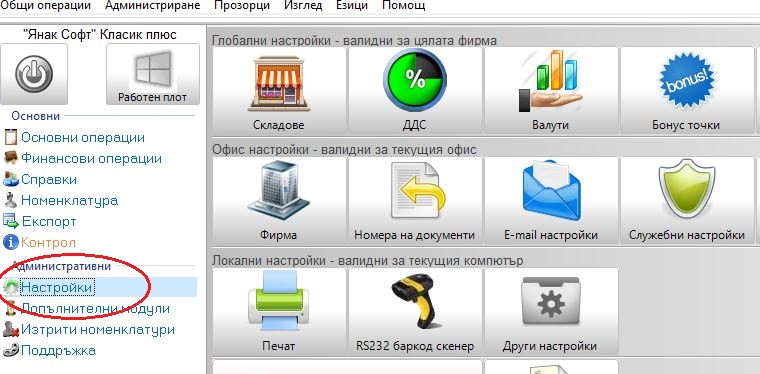 Общи операции Администриране Прозорци Изглед Езици Помощ
"Янак Софт" Класик плюс
Работен плот
Основни
Основни операции
Финансови операции
Справки
Номенклатура
Експорт
Контрол
Административни
Настройки
Допълнителни модули
Изтрити номенклатури
Поддръжка
Глобални настройки - валидни за цялата фирма
Складове
%
ДДС
Валути
bonus!
Бонус точки
Офис настройки - валидни за текущия офис
Фирма
Номера на документи
E-mail настройки
Служебни настройки
Локални настройки - валидни за текущия компютър
Печат
RS232 баркод скенер
Други настройки